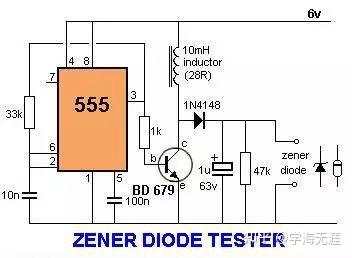 6v
4 8
10mH
inductor
(28R)
7
555
3
1N4148
33k
1k
c
6
b
zener
diode
2
1u
63v
47k
BD 679
e
10n
1
5
100n
ZENER DIODE TESTER
知乎 @学海无涯